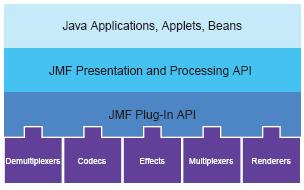 Java Applications, Applets, Beans
JMF Presentation and Processing API
JMF Plug-In API
Demultiplexers
Codecs
Effects
Multiplexers
Renderers